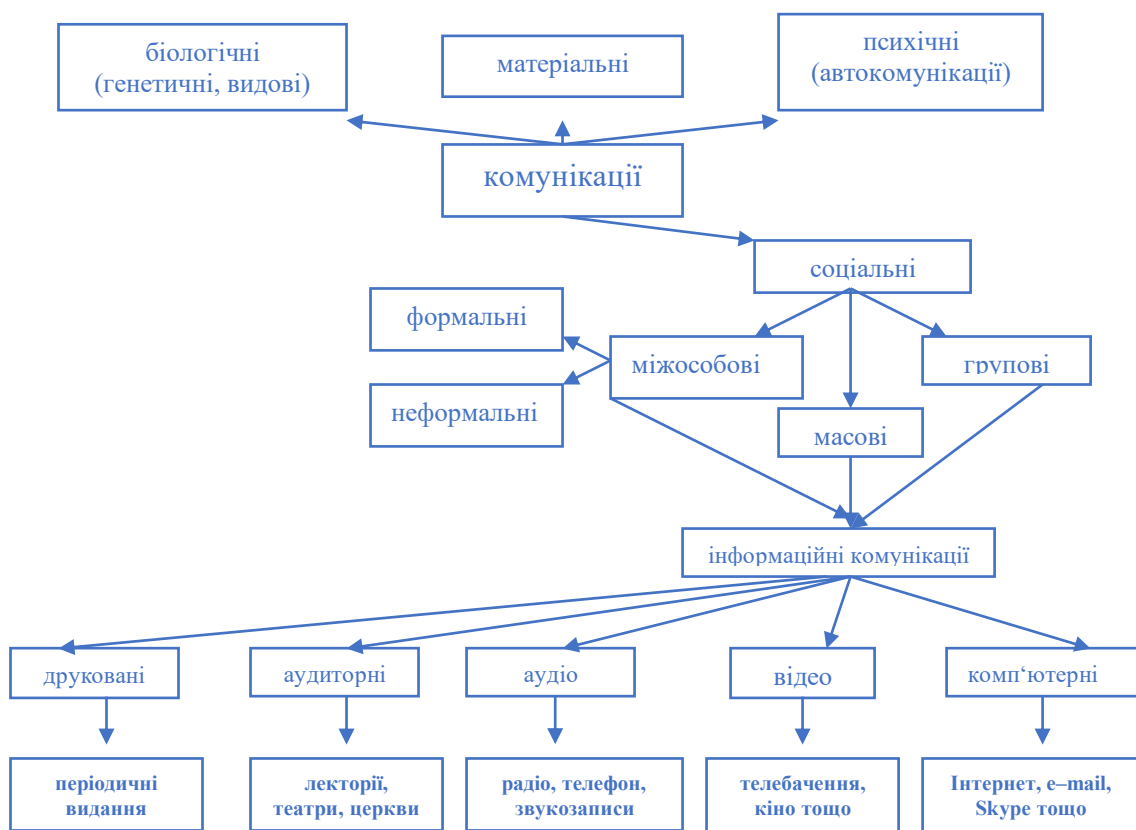 біологічні
(генетичні, видові)
матеріальні
психічні
(автокомунікації)
комунікації
соціальні
формальні
міжособові
групові
неформальні
масові
інформаційні комунікації
друковані
аудиторні
аудіо
відео
комп‘ютерні
періодичні
видання
лекторії,
театри, церкви
радіо, телефон,
звукозаписи
телебачення,
кіно тощо
Інтернет, e–mail,
Skype тощо